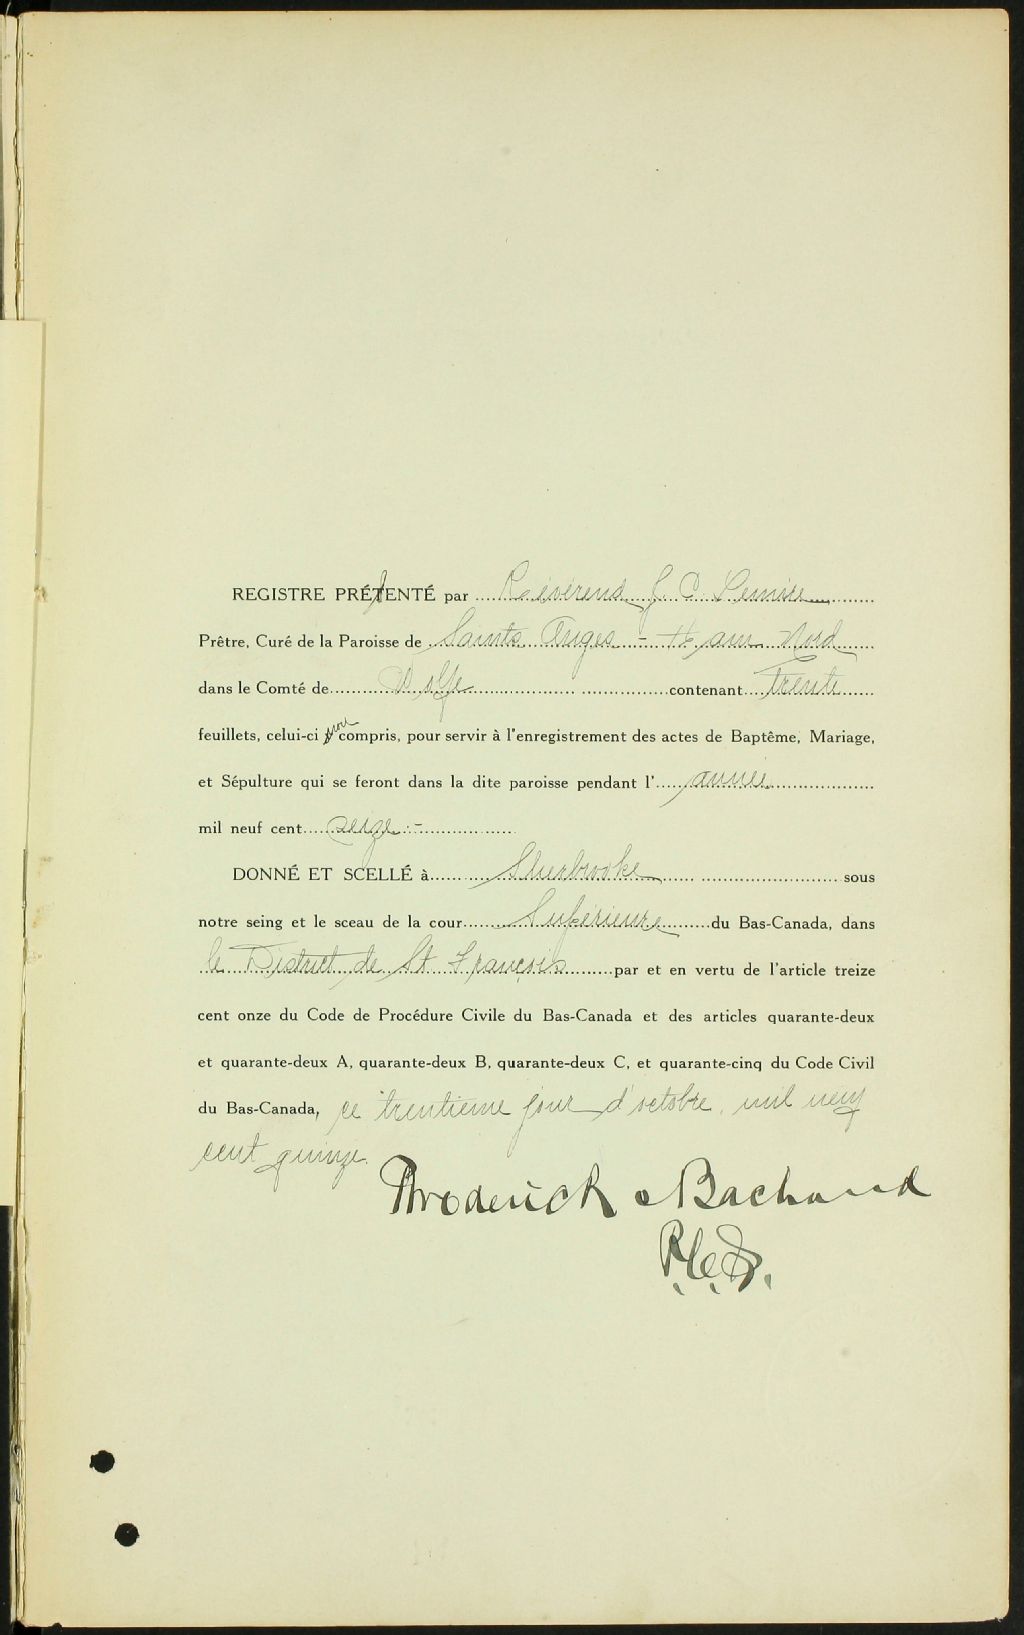 REGISTRE PRÉSENTÉ par Révérend J. C. Lemire
Prêtre, Curé de la Paroisse de Saints Anges - Ham Nord
dans le Comté de Wolfe contenant Trente
feuillets, celui-ci non compris, pour servir à l'enregistrement des actes de Baptême, Mariage,
et Sépulture qui se feront dans la dite paroisse pendant l' année
mil neuf cent seize.-
DONNÉ ET SCELLÉ à Sherbrooke sous
notre seing et le sceau de la cour Supérieure du Bas-Canada, dans
le District de St François par et en vertu de l'article treize
cent onze du Code de Procédure Civile du Bas-Canada et des articles quarante-deux
et quarante-deux A, quarante-deux B, quarante-deux C, et quarante-cinq du Code Civil
du Bas-Canada, ce trentieme jour d'octobre, mil neuf
cent quinze.
Broderick Bachand
P.C.S.